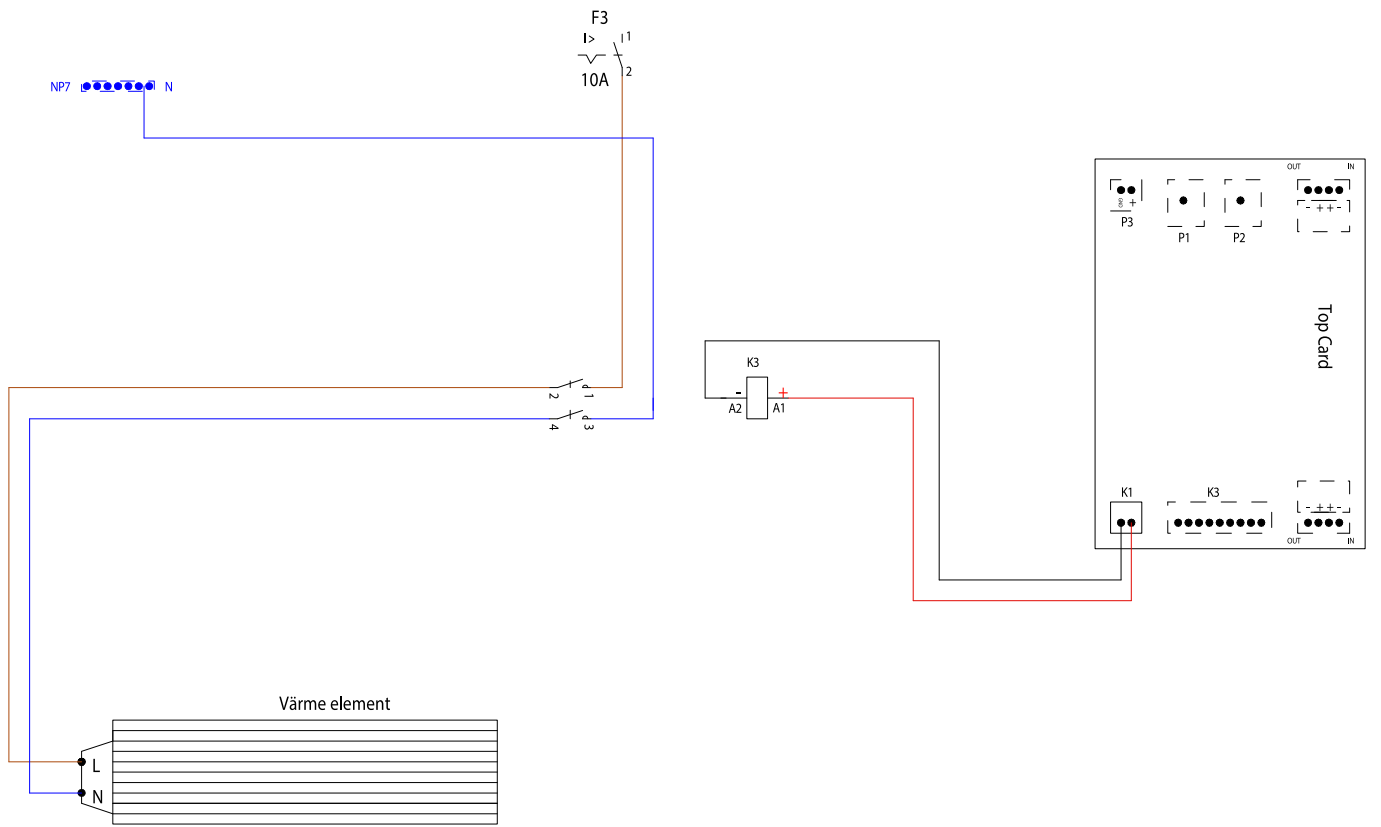 F3
I> 1
2
10A
NP7 N
OUT IN
GND +
- + + -
P3
P1
P2
Top Card
K3
- +
A2 A1
2 1
4 3
K1
K3
- + + -
OUT IN
Värme element
L
N